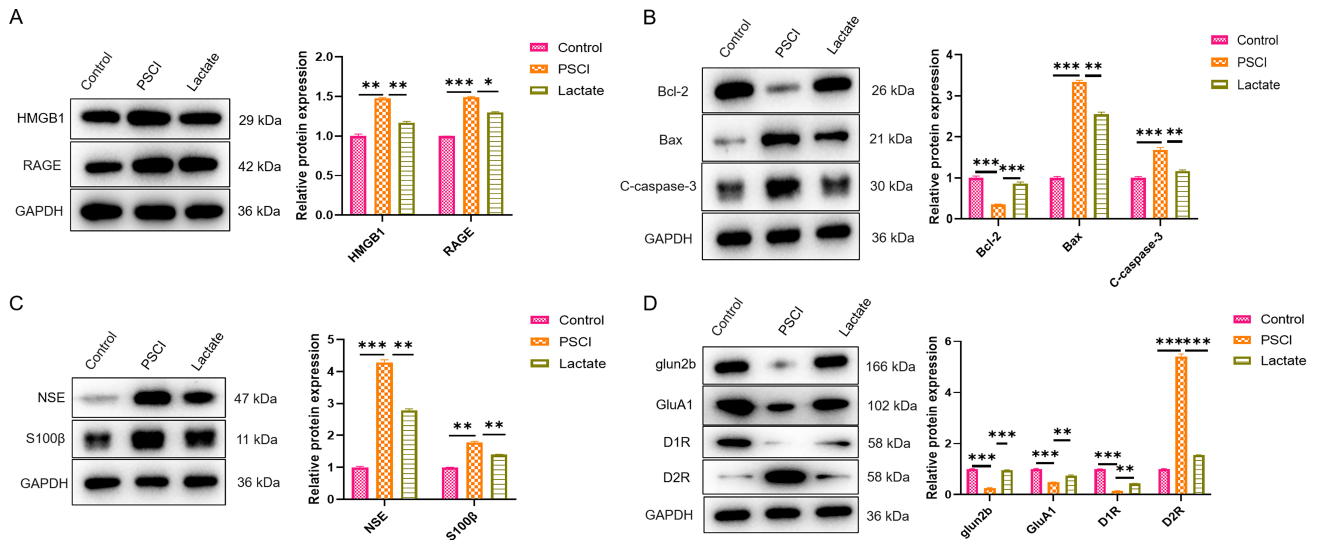 A
Control
PSCI
Lactate
HMGB1
29 kDa
RAGE
42 kDa
GAPDH
36 kDa
Relative protein expression
2.0
1.5
1.0
0.5
0.0
** **
*** *
HMGB1
RAGE
Control
PSCI
Lactate
B
Control
PSCI
Lactate
Bcl-2
26 kDa
Bax
21 kDa
C-caspase-3
30 kDa
GAPDH
36 kDa
Relative protein expression
4
3
2
1
0
*** ***
*** **
*** **
Bcl-2
Bax
C-caspase-3
Control
PSCI
Lactate
C
Control
PSCI
Lactate
NSE
47 kDa
S100β
11 kDa
GAPDH
36 kDa
Relative protein expression
5
4
3
2
1
0
*** **
** **
NSE
S100β
Control
PSCI
Lactate
D
Control
PSCI
Lactate
glun2b
166 kDa
GluA1
102 kDa
D1R
58 kDa
D2R
58 kDa
GAPDH
36 kDa
Relative protein expression
6
4
2
0
*** ***
*** **
*** **
*** ***
glun2b
GluA1
D1R
D2R
Control
PSCI
Lactate